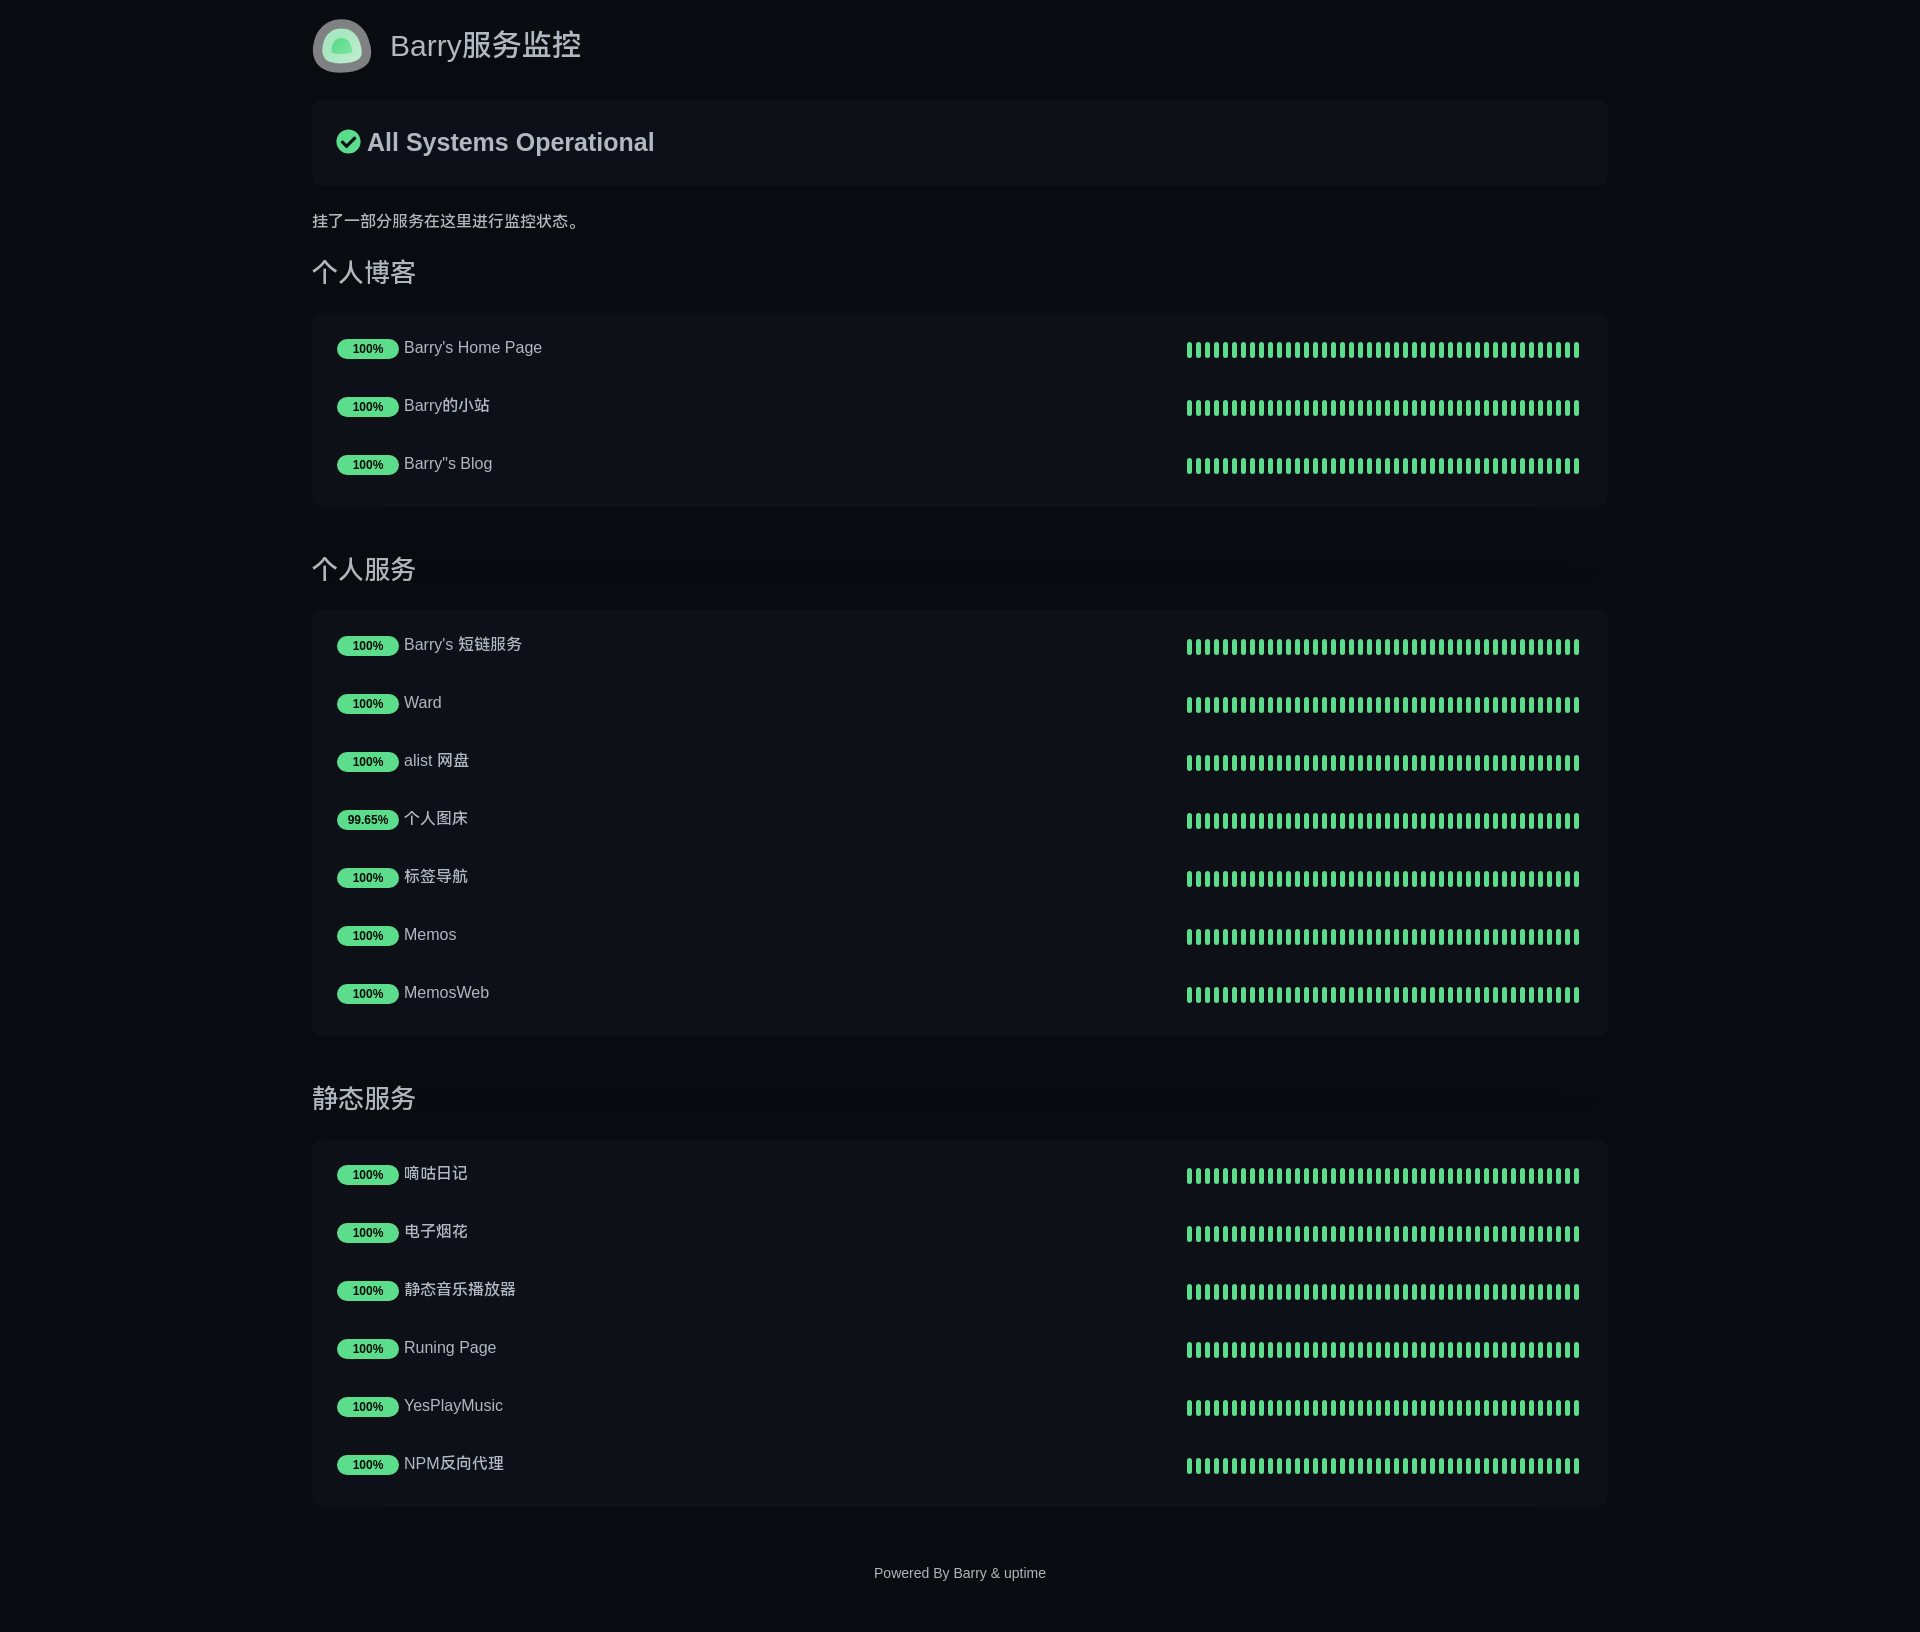 Barry服务监控
All Systems Operational
挂了一部分服务在这里进行监控状态。
个人博客
100% Barry's Home Page
100% Barry的小站
100% Barry"s Blog
个人服务
100% Barry's 短链服务
100% Ward
100% alist 网盘
99.65% 个人图床
100% 标签导航
100% Memos
100% MemosWeb
静态服务
100% 嘀咕日记
100% 电子烟花
100% 静态音乐播放器
100% Runing Page
100% YesPlayMusic
100% NPM反向代理
Powered By Barry & uptime